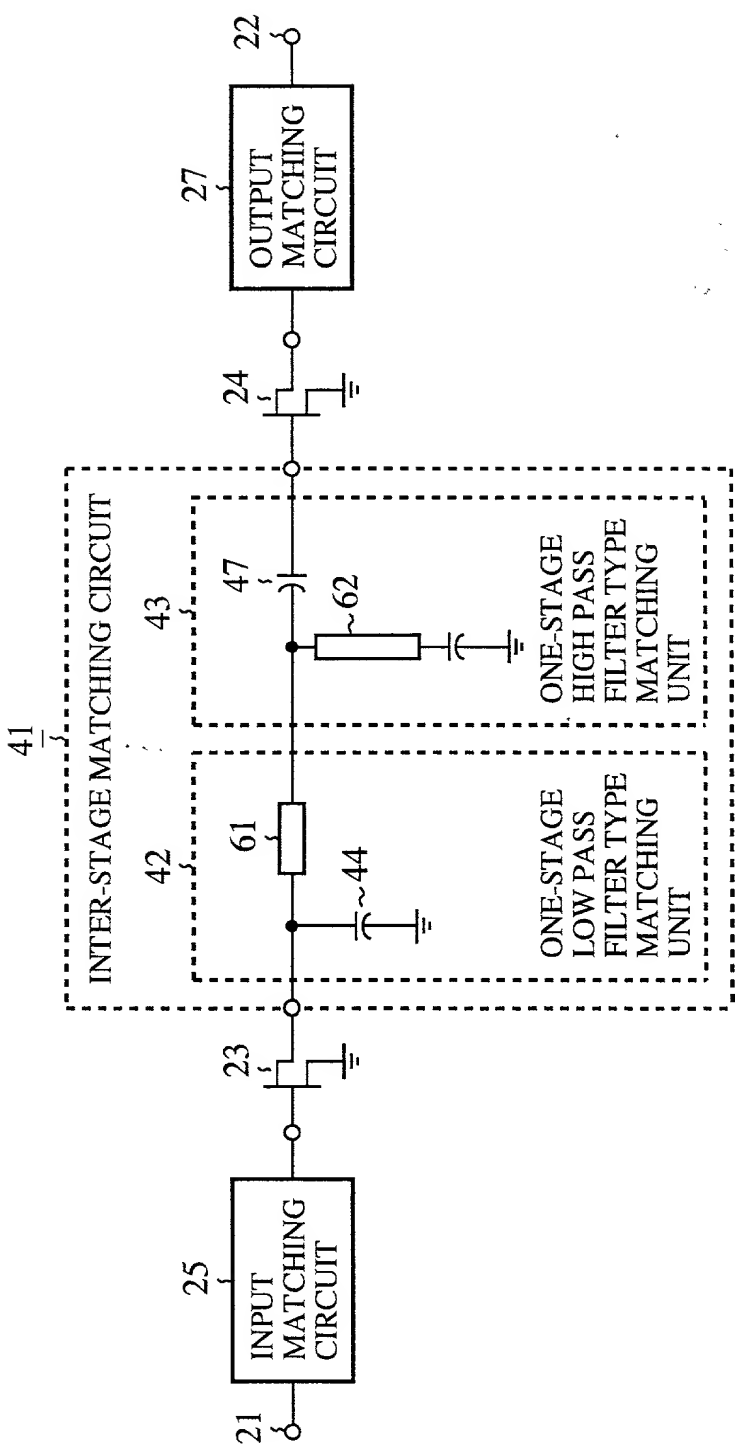 41
INTER-STAGE MATCHING CIRCUIT
42
43
21
25
INPUT
MATCHING
CIRCUIT
23
44
61
62
47
24
27
OUTPUT
MATCHING
CIRCUIT
22
ONE-STAGE
LOW PASS
FILTER TYPE
MATCHING
UNIT
ONE-STAGE
HIGH PASS
FILTER TYPE
MATCHING
UNIT